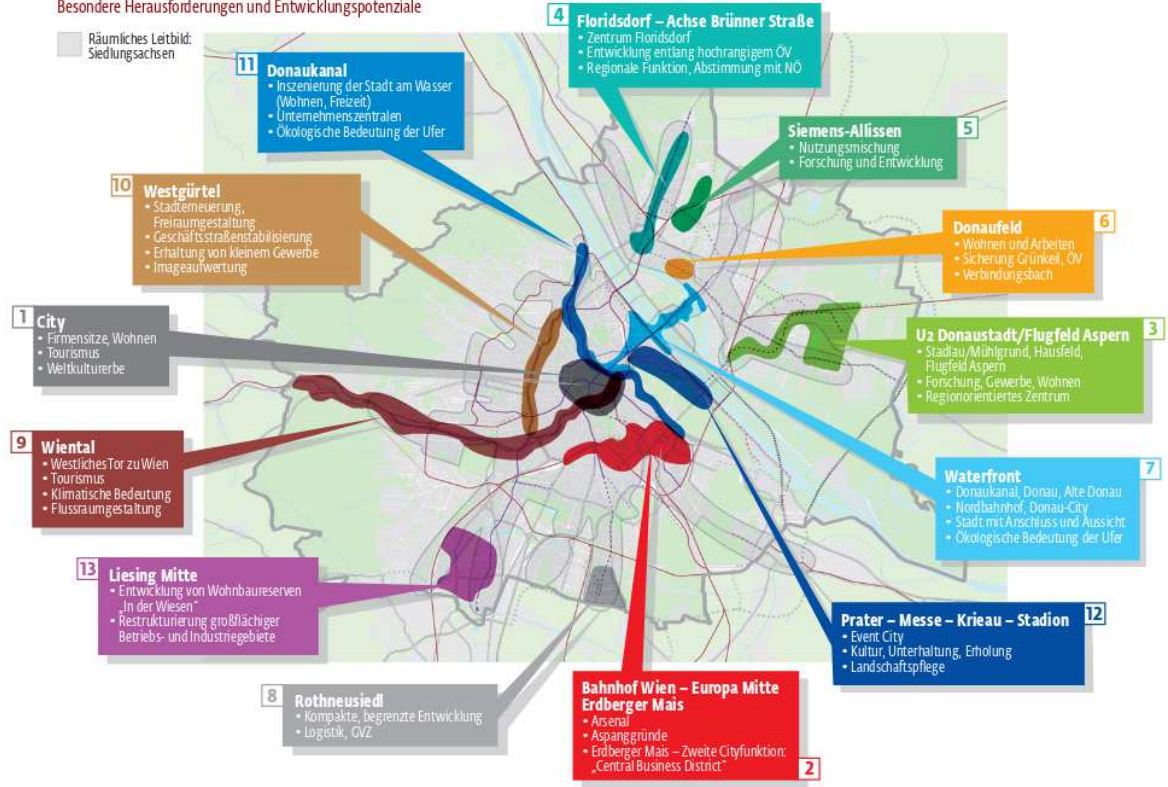 Besondere Herausforderungen und Entwicklungspotenziale
Räumliches Leitbild:
Siedlungsachsen
4
Floridsdorf – Achse Brünner Straße
• Zentrum Floridsdorf
• Entwicklung entlang hochrangigem ÖV
• Regionale Funktion, Abstimmung mit NÖ
11
Donaukanal
• Inszenierung der Stadt am Wasser
(Wohnen, Freizeit)
• Unternehmenszentralen
• Ökologische Bedeutung der Ufer
5
Siemens-Allissen
• Nutzungsmischung
• Forschung und Entwicklung
10
Westgürtel
• Stadterneuerung,
Freiraumgestaltung
• Geschäftsstraßenstabilisierung
• Erhaltung von kleinem Gewerbe
• Imageaufwertung
6
Donaufeld
• Wohnen und Arbeiten
• Sicherung Grünkeil, ÖV
• Verbindungsbach
1
City
• Firmensitze, Wohnen
• Tourismus
• Weltkulturerbe
3
U2 Donaustadt/Flugfeld Aspern
• Stadlau/Mühlgrund, Hausfeld,
Flugfeld Aspern
• Forschung, Gewerbe, Wohnen
• Regionorientiertes Zentrum
9
Wiental
• Westliches Tor zu Wien
• Tourismus
• Klimatische Bedeutung
• Flussraumgestaltung
7
Waterfront
• Donaukanal, Donau, Alte Donau
• Nordbahnhof, Donau-City
• Stadt mit Anschluss und Aussicht
• Ökologische Bedeutung der Ufer
13
Liesing Mitte
• Entwicklung von Wohnbaureserven
„In der Wiesen“
• Restrukturierung großflächiger
Betriebs- und Industriegebiete
12
Prater – Messe – Krieau – Stadion
• Event City
• Kultur, Unterhaltung, Erholung
• Landschaftspflege
8
Rothneusiedl
• Kompakte, begrenzte Entwicklung
• Logistik, GVZ
Bahnhof Wien – Europa Mitte
Erdberger Mais
• Arsenal
• Aspanggründe
• Erdberger Mais – Zweite Cityfunktion:
„Central Business District“
2